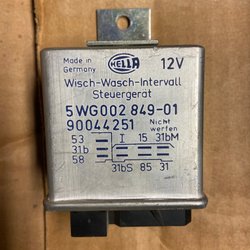 Made in
Germany
HELLA
12V
Wisch-Wasch-Intervall
Steuergerät
5WG002 849-01
90044251
Nicht
werfen
53 I 15 31bM
31b
58
31bS 85 31